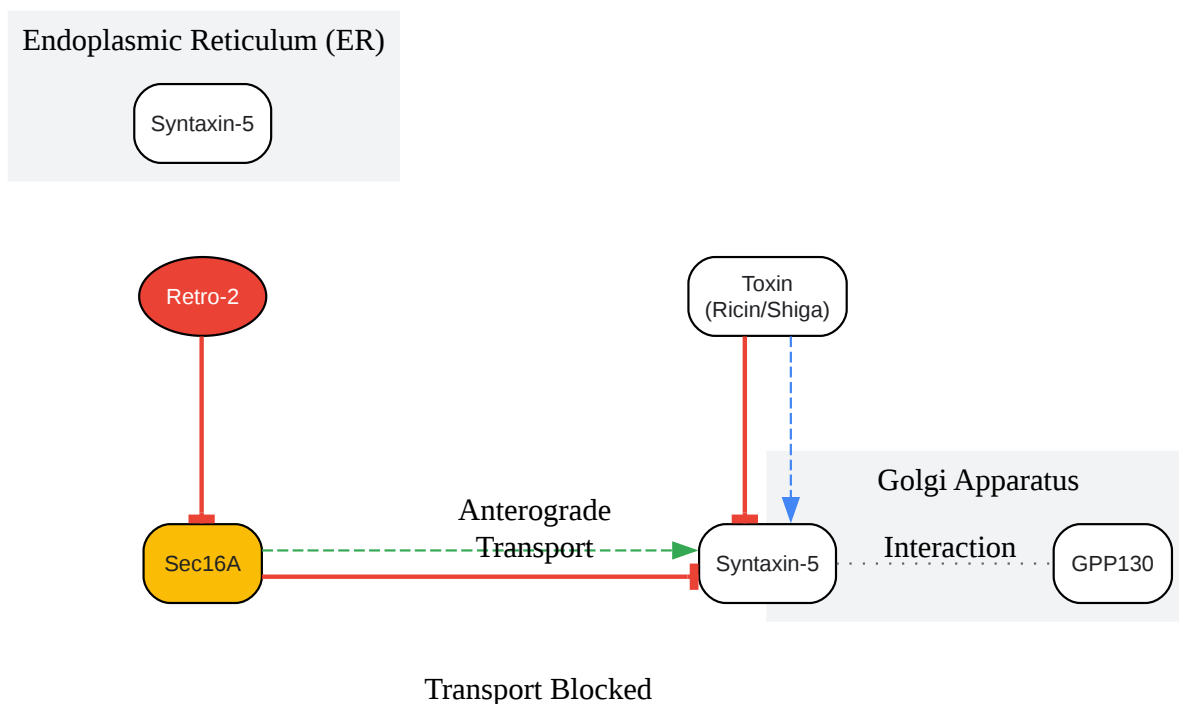 Endoplasmic Reticulum (ER)
Syntaxin-5
Retro-2
Toxin
(Ricin/Shiga)
Golgi Apparatus
Anterograde
Transport
Interaction
Sec16A
Syntaxin-5
GPP130
Transport Blocked